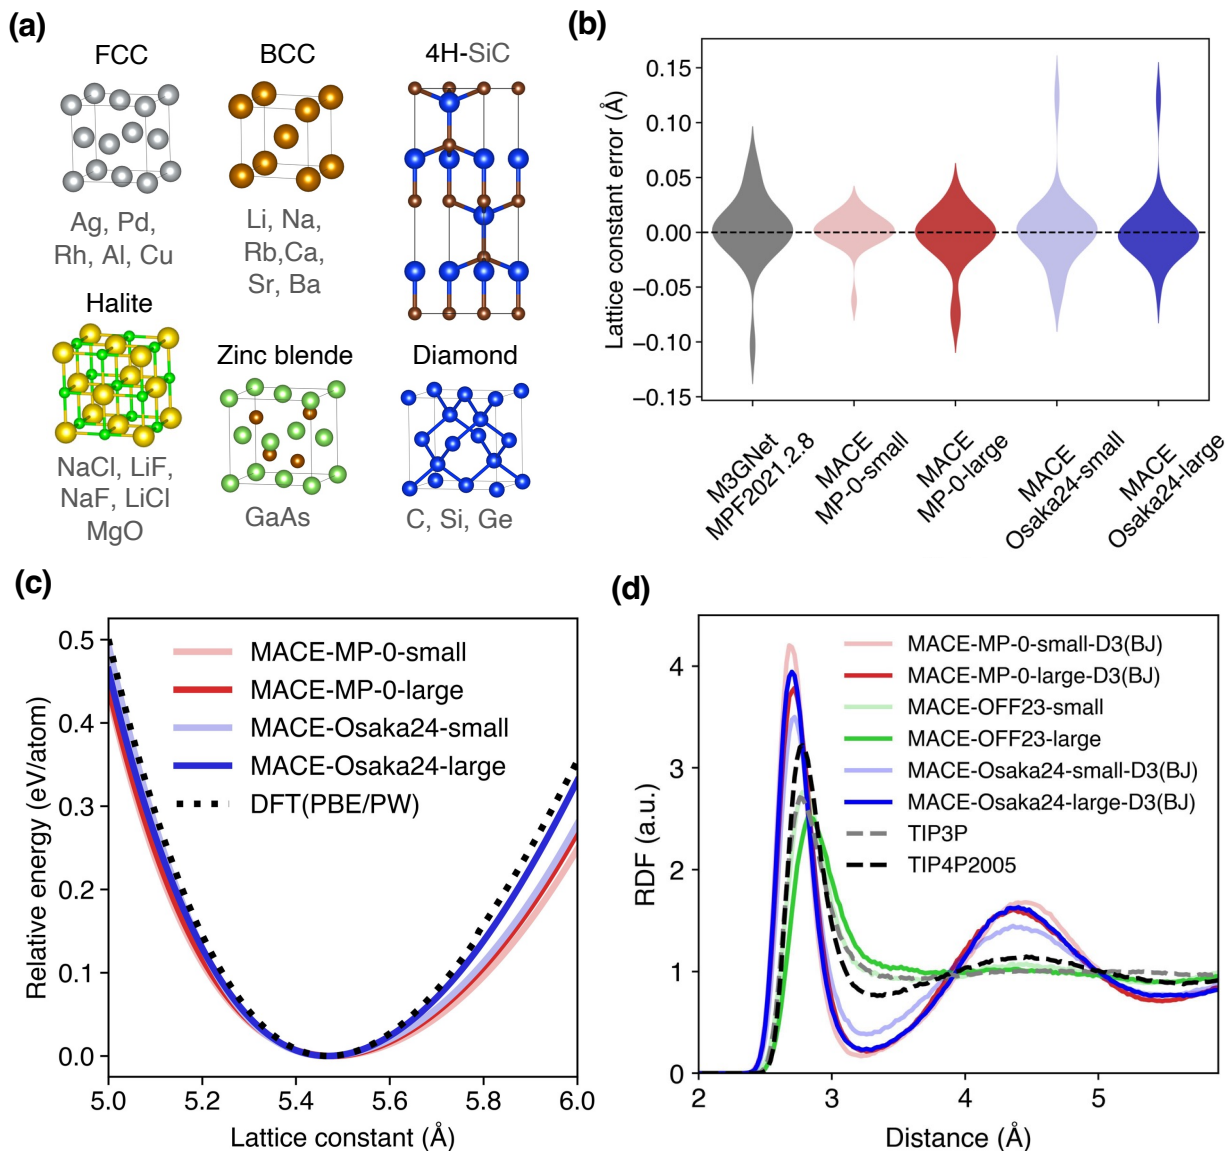 (a)
FCC
BCC
4H-SiC
Ag, Pd,
Rh, Al, Cu
Li, Na,
Rb,Ca,
Sr, Ba
Halite
Zinc blende
Diamond
NaCl, LiF,
NaF, LiCl
MgO
GaAs
C, Si, Ge
(b)
Lattice constant error (Å)
0.15
0.10
0.05
0.00
−0.05
−0.10
−0.15
M3GNet
MPF2021.2.8
MACE
MP-0-small
MACE
MP-0-large
MACE
Osaka24-small
MACE
Osaka24-large
(c)
Relative energy (eV/atom)
0.5
0.4
0.3
0.2
0.1
0.0
MACE-MP-0-small
MACE-MP-0-large
MACE-Osaka24-small
MACE-Osaka24-large
DFT(PBE/PW)
5.0 5.2 5.4 5.6 5.8 6.0
Lattice constant (Å)
(d)
RDF (a.u.)
4
3
2
1
0
MACE-MP-0-small-D3(BJ)
MACE-MP-0-large-D3(BJ)
MACE-OFF23-small
MACE-OFF23-large
MACE-Osaka24-small-D3(BJ)
MACE-Osaka24-large-D3(BJ)
TIP3P
TIP4P2005
2 3 4 5
Distance (Å)